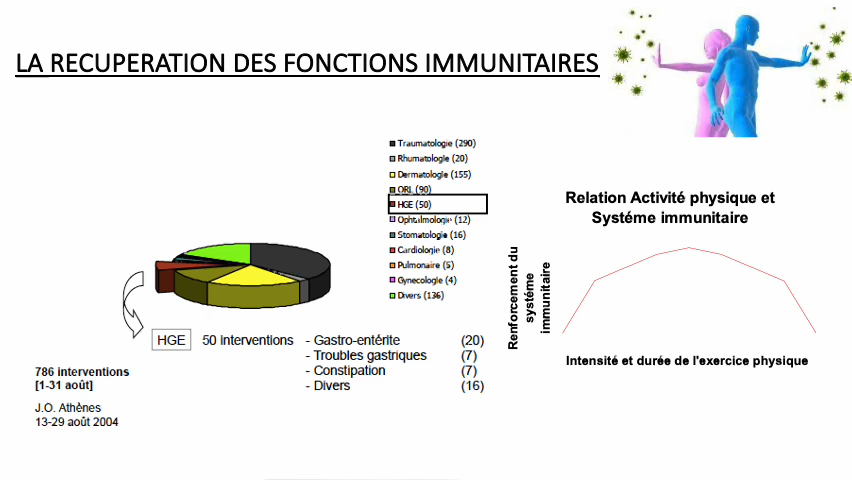 LA RECUPERATION DES FONCTIONS IMMUNITAIRES
Traumatologie (290)
Rhumatologie (20)
Dermatologie (155)
ORL (90)
HGE (50)
Ophtalmologie (12)
Stomatologie (16)
Cardiologie (8)
Pulmonaire (5)
Gynecologie (4)
Divers (136)
HGE 50 interventions - Gastro-entérite (20)
- Troubles gastriques (7)
- Constipation (7)
- Divers (16)
786 interventions
[1-31 août]
J.O. Athènes
13-29 août 2004
Relation Activité physique et
Systéme immunitaire
Renforcement du
systéme
immunitaire
Intensité et durée de l'exercice physique